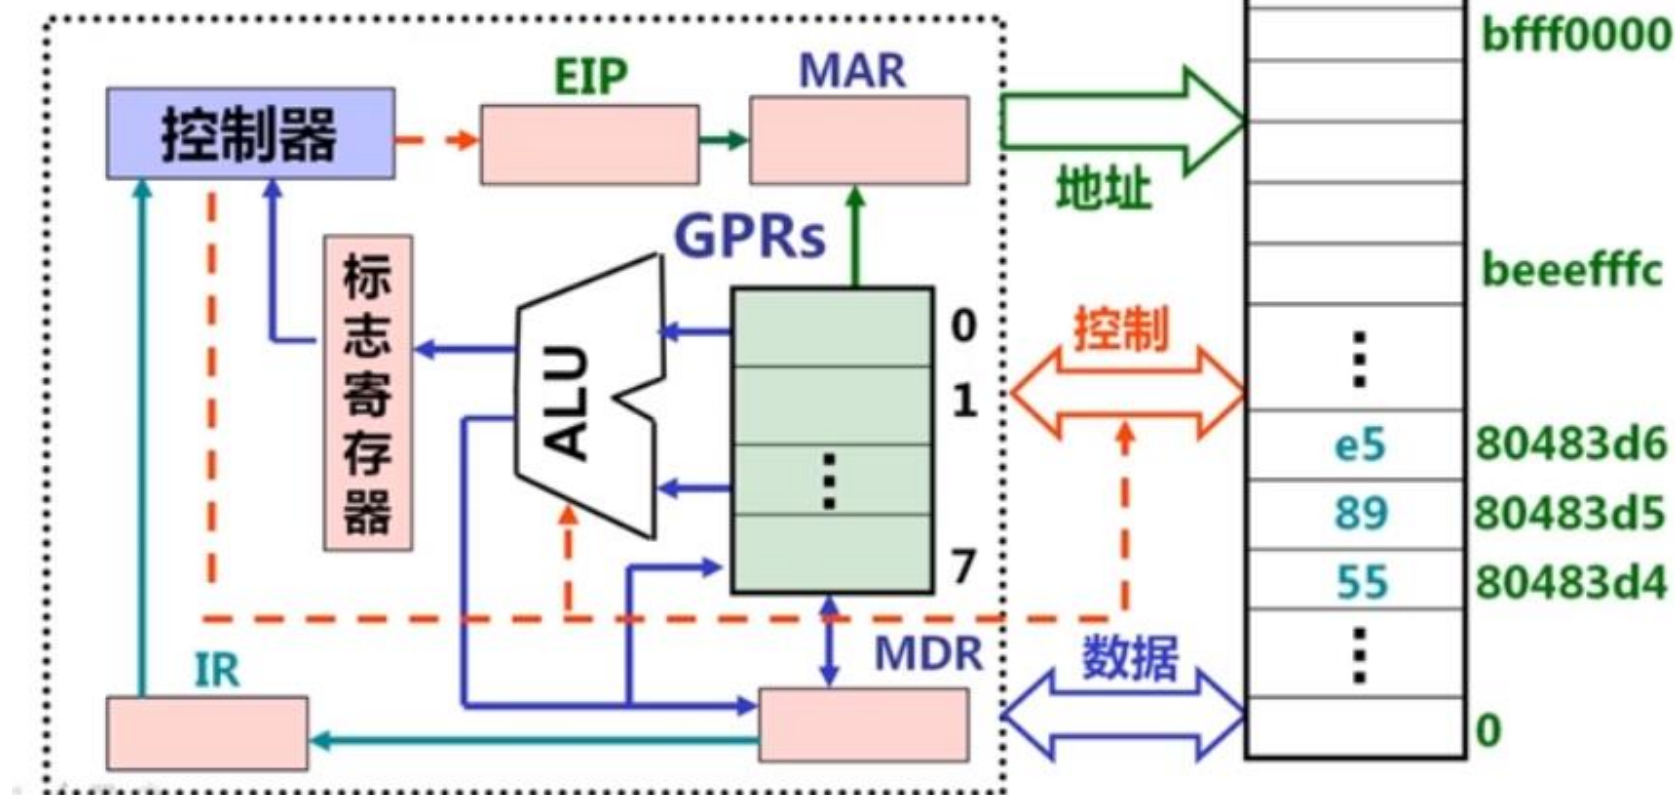 bfff0000
EIP
MAR
控制器
地址
GPRs
标志寄存器
beeefffc
0
控制
ALU
1
e5
80483d6
89
80483d5
7
55
80483d4
MDR
数据
IR
0